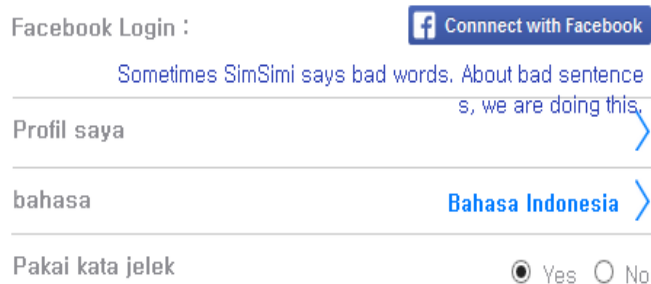 Facebook Login :
Connnect with Facebook
Sometimes SimSimi says bad words. About bad sentence
s, we are doing this.
Profil saya
bahasa
Bahasa Indonesia
Pakai kata jelek
Yes No